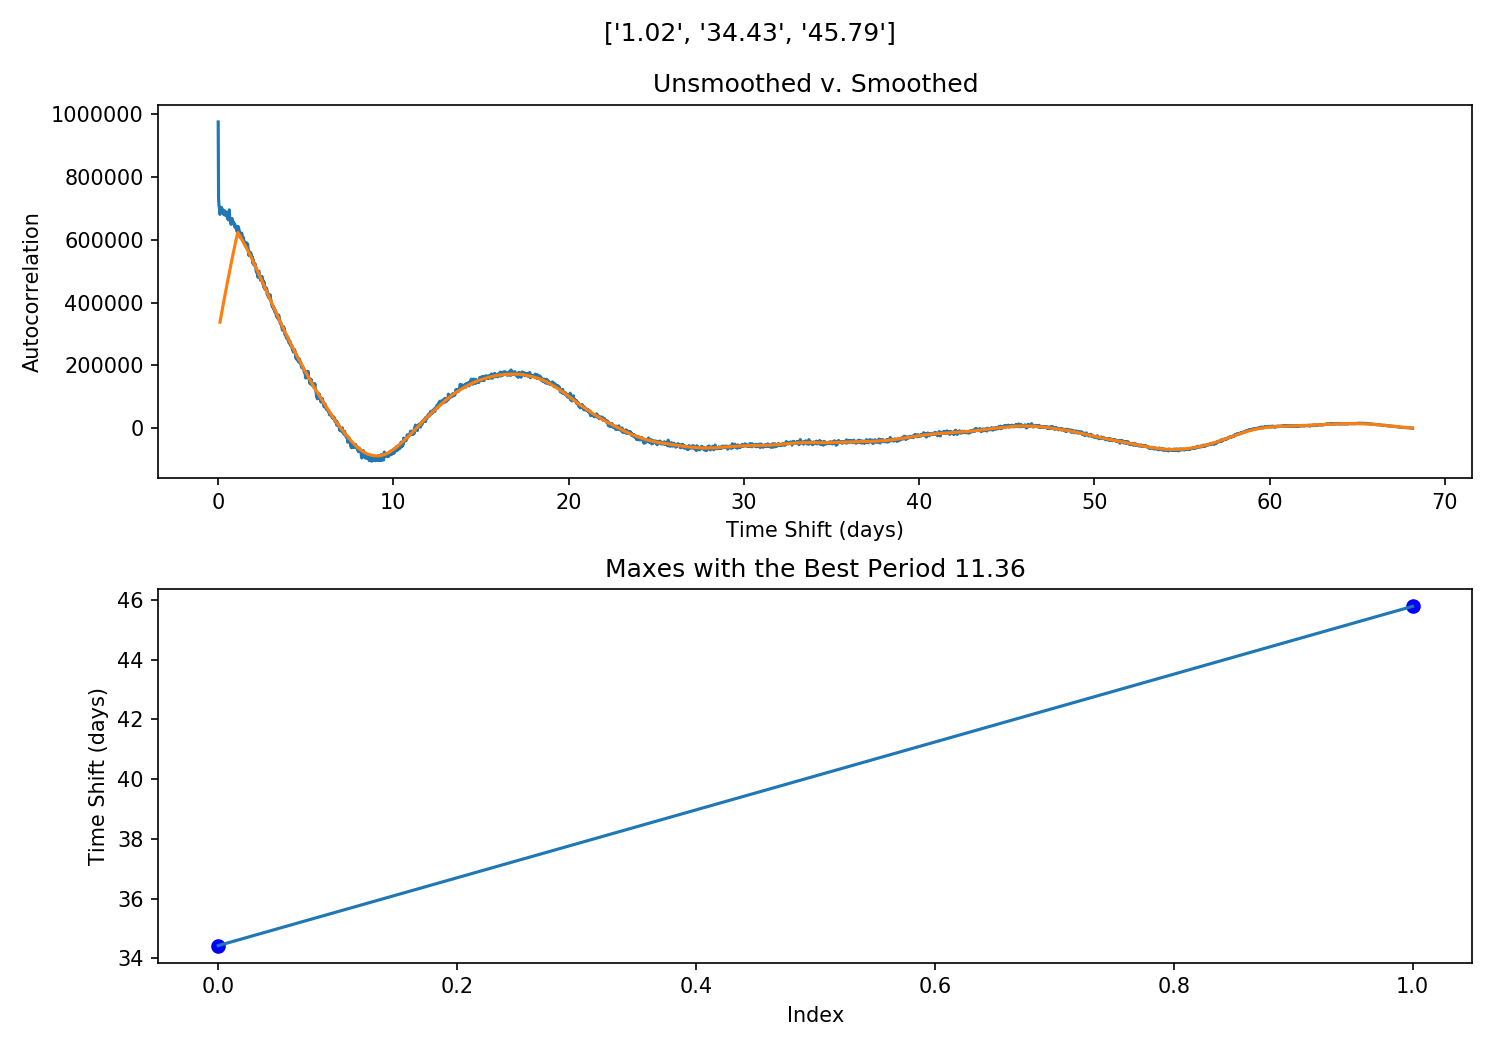 ['1.02', '34.43', '45.79']
Unsmoothed v. Smoothed
1000000
800000
600000
400000
200000
0
Autocorrelation
0 10 20 30 40 50 60 70
Time Shift (days)
Maxes with the Best Period 11.36
46
44
42
40
38
36
34
Time Shift (days)
0.0 0.2 0.4 0.6 0.8 1.0
Index